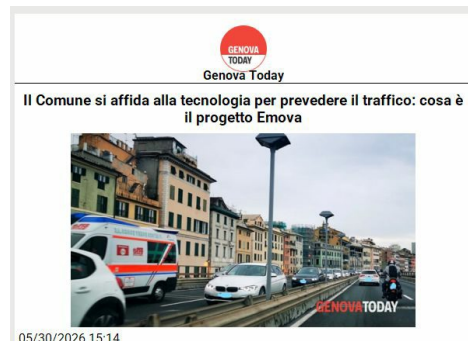 GENOVA
TODAY
Genova Today
Il Comune si affida alla tecnologia per prevedere il traffico: cosa è
il progetto Emova
GENOVATODAY
05/30/2026 15:14